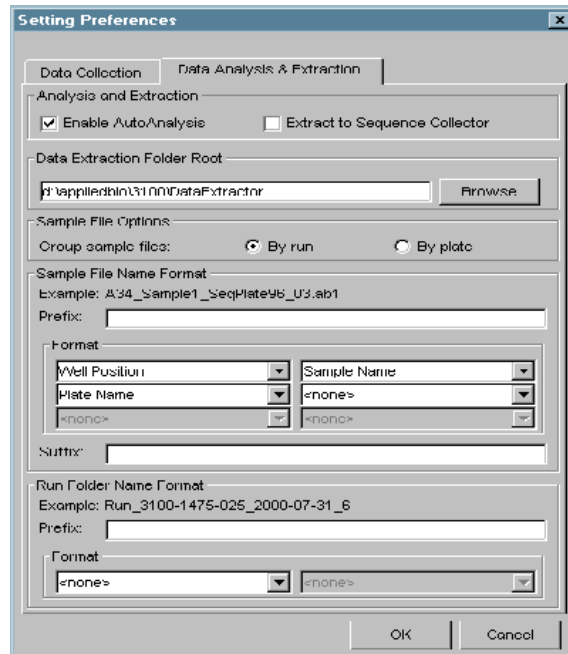 Setting Preferences
Data Collection
Data Analysis & Extraction
Analysis and Extraction
Enable AutoAnalysis
Extract to Sequence Collector
Data Extraction Folder Root
d:\appliedbio\3100\DataExtractor
Browse
Sample File Options
Group sample files:
By run
By plate
Sample File Name Format
Example: A34_Sample1_SeqPlate96_03.ab1
Prefix:
Format
Well Position
Sample Name
Plate Name
<none>
<none>
<none>
Suffix:
Run Folder Name Format
Example: Run_3100-1475-025_2000-07-31_6
Prefix:
Format
<none>
<none>
OK
Cancel